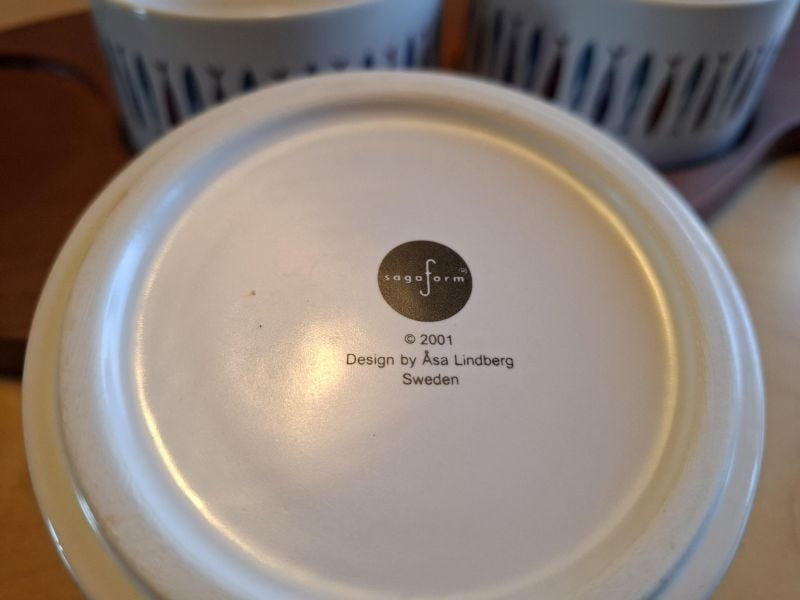 sagaform®
© 2001
Design by Åsa Lindberg
Sweden